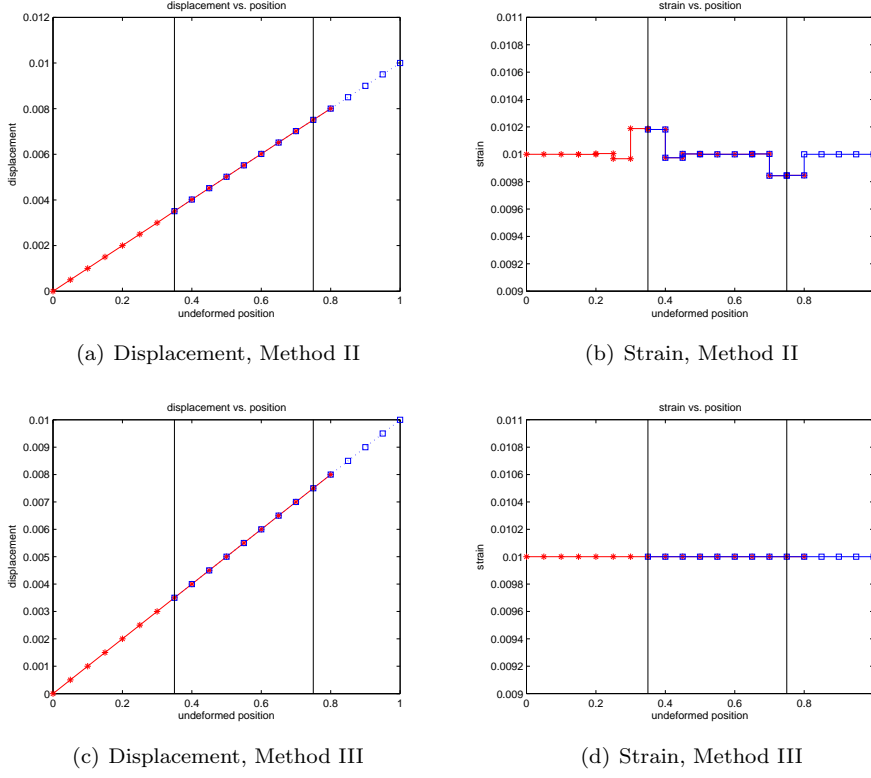 displacement vs. position
0.012
0.01
0.008
0.006
0.004
0.002
0
displacement
0 0.2 0.4 0.6 0.8 1
undeformed position
(a) Displacement, Method II
strain vs. position
0.011
0.0108
0.0106
0.0104
0.0102
0.01
0.0098
0.0096
0.0094
0.0092
0.009
strain
0 0.2 0.4 0.6 0.8
undeformed position
(b) Strain, Method II
displacement vs. position
0.01
0.009
0.008
0.007
0.006
0.005
0.004
0.003
0.002
0.001
0
displacement
0 0.2 0.4 0.6 0.8 1
undeformed position
(c) Displacement, Method III
strain vs. position
0.011
0.0108
0.0106
0.0104
0.0102
0.01
0.0098
0.0096
0.0094
0.0092
0.009
strain
0 0.2 0.4 0.6 0.8
undeformed position
(d) Strain, Method III